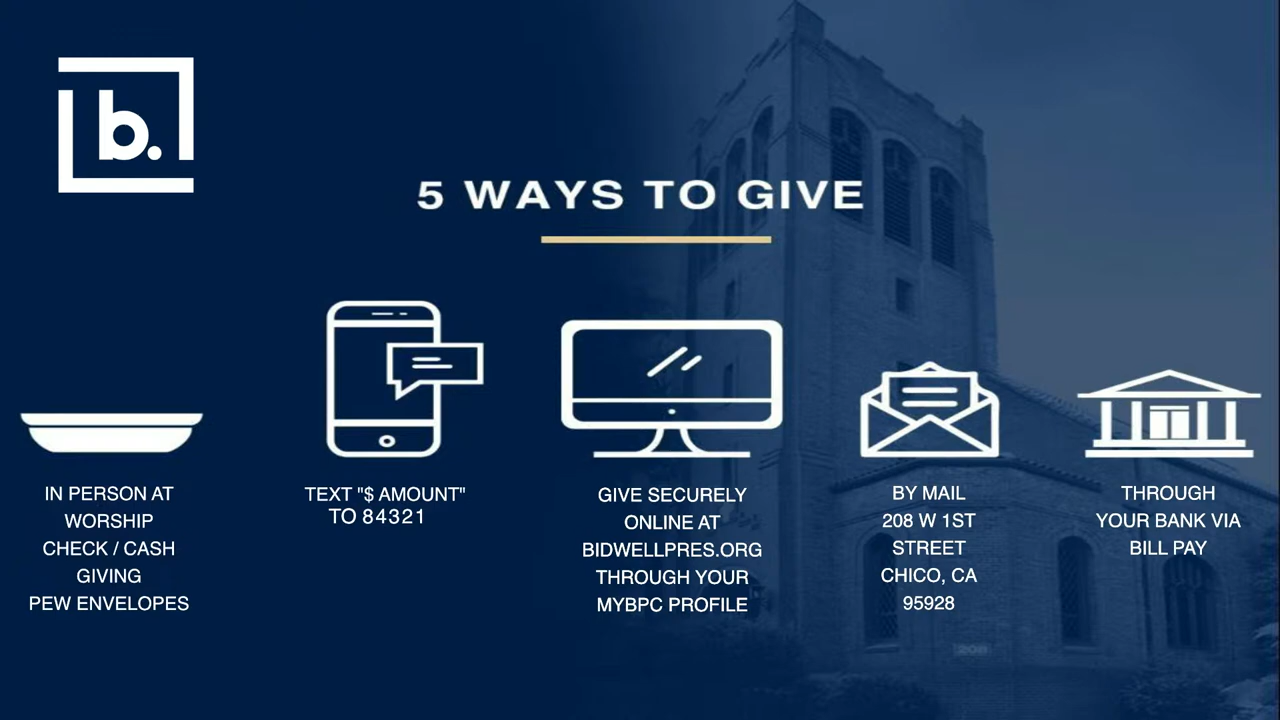 b.
5 WAYS TO GIVE
IN PERSON AT
WORSHIP
CHECK / CASH
GIVING
PEW ENVELOPES
TEXT "$ AMOUNT"
TO 84321
GIVE SECURELY
ONLINE AT
BIDWELLPRES.ORG
THROUGH YOUR
MYBPC PROFILE
BY MAIL
208 W 1ST
STREET
CHICO, CA
95928
THROUGH
YOUR BANK VIA
BILL PAY
208